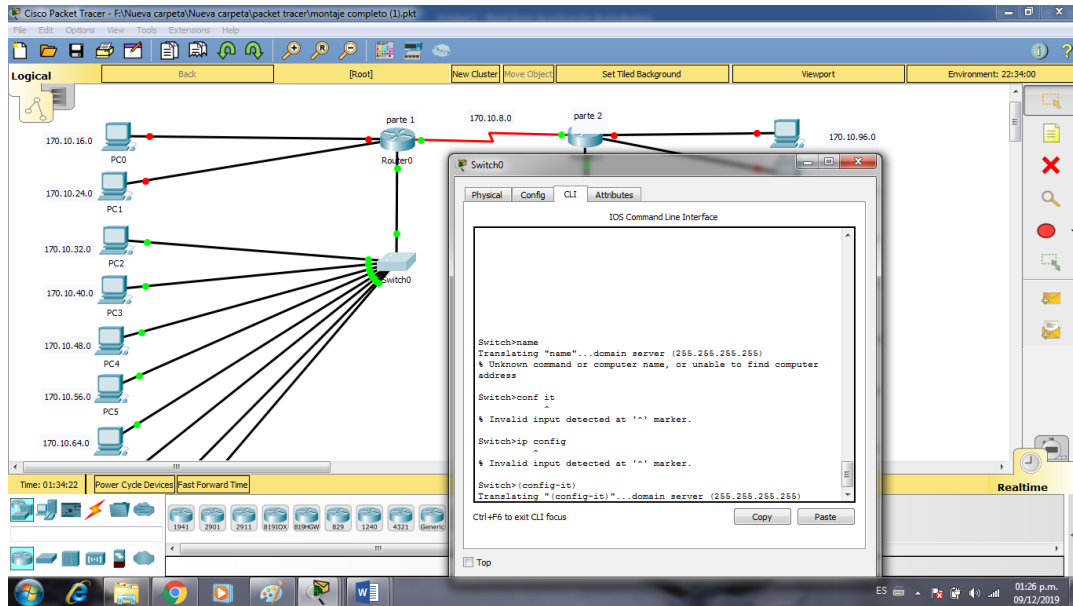 Cisco Packet Tracer - F:\Nueva carpeta\Nueva carpeta\packet tracer\montaje completo (1).pkt
File Edit Options View Tools Extensions Help
Logical Back [Root] New Cluster Move Object Set Tiled Background Viewport Environment: 22:34:00
parte 1 170.10.8.0 parte 2
170.10.16.0 PC0 Router0 170.10.96.0
170.10.24.0 PC1
170.10.32.0 PC2 Switch0
170.10.40.0 PC3
170.10.48.0 PC4
170.10.56.0 PC5
170.10.64.0
Switch0
Physical Config CLI Attributes
IOS Command Line Interface
Switch>name
Translating "name"...domain server (255.255.255.255)
% Unknown command or computer name, or unable to find computer
address
Switch>conf it
^
% Invalid input detected at '^' marker.
Switch>ip config
^
% Invalid input detected at '^' marker.
Switch>(config-it)
Translating "(config-it)"...domain server (255.255.255.255)
Ctrl+F6 to exit CLI focus Copy Paste
Top
Time: 01:34:22 Power Cycle Devices Fast Forward Time Realtime
1941 2901 2911 819IOX 819HGW 829 1240 4321 Generic
ES 01:26 p.m.
09/12/2019